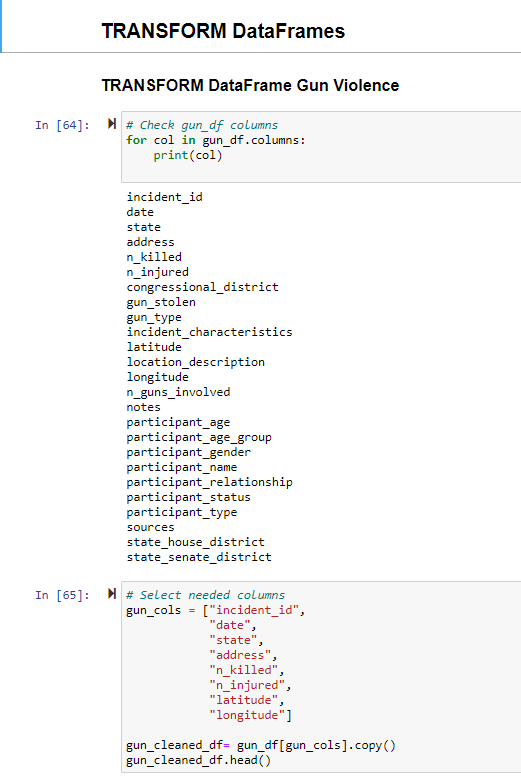 TRANSFORM DataFrames
TRANSFORM DataFrame Gun Violence
In [64]:
# Check gun_df columns
for col in gun_df.columns:
    print(col)
incident_id
date
state
address
n_killed
n_injured
congressional_district
gun_stolen
gun_type
incident_characteristics
latitude
location_description
longitude
n_guns_involved
notes
participant_age
participant_age_group
participant_gender
participant_name
participant_relationship
participant_status
participant_type
sources
state_house_district
state_senate_district
In [65]:
# Select needed columns
gun_cols = ["incident_id",
            "date",
            "state",
            "address",
            "n_killed",
            "n_injured",
            "latitude",
            "longitude"]
gun_cleaned_df= gun_df[gun_cols].copy()
gun_cleaned_df.head()